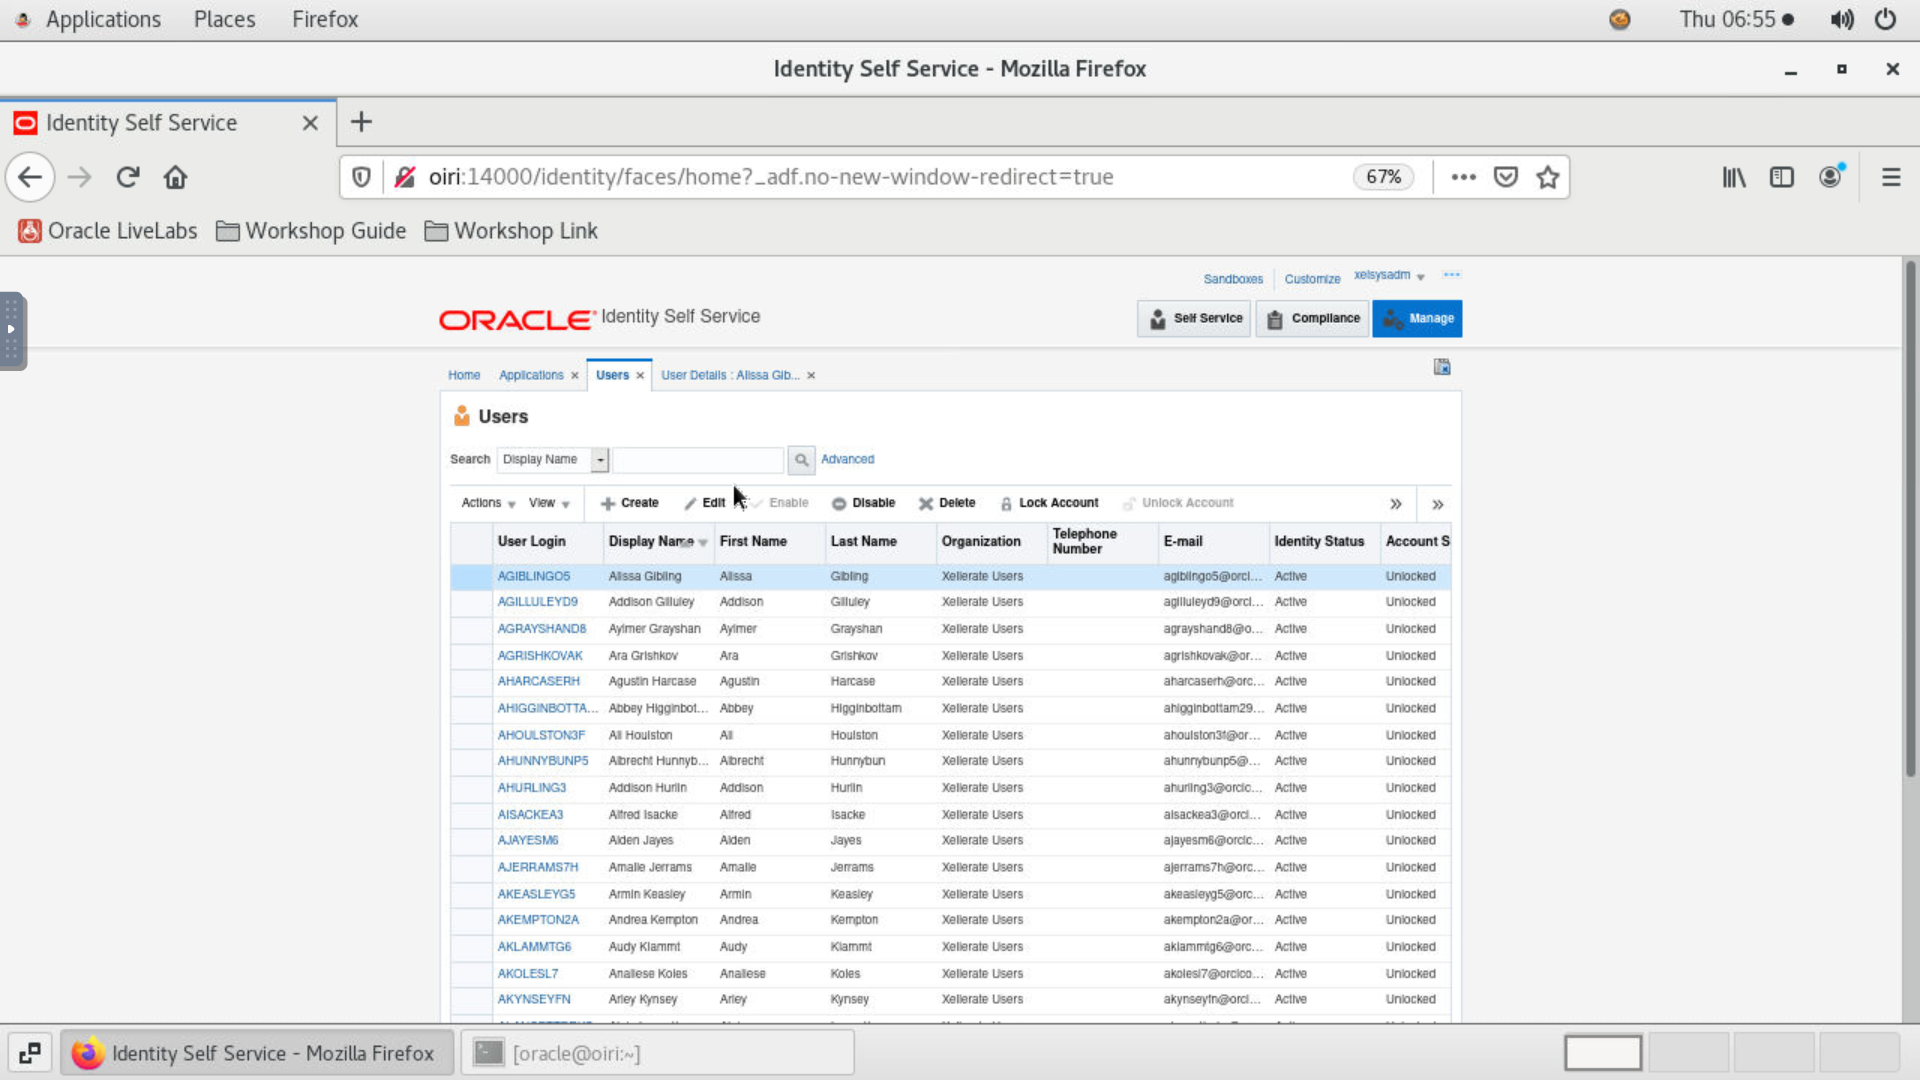 Applications Places Firefox Thu 06:55
Identity Self Service - Mozilla Firefox
Identity Self Service
oiri:14000/identity/faces/home?_adf.no-new-window-redirect=true 67%
Oracle LiveLabs Workshop Guide Workshop Link
Sandboxes Customize xelsysadm
ORACLE Identity Self Service Self Service Compliance Manage
Home Applications Users User Details : Alissa Gib...
Users
Search Display Name Advanced
Actions View Create Edit Enable Disable Delete Lock Account Unlock Account
User Login Display Name First Name Last Name Organization Telephone Number E-mail Identity Status Account S
AGIBLINGO5 Alissa Gibling Alissa Gibling Xellerate Users agiblingo5@orcl... Active Unlocked
AGILLULEYD9 Addison Gilluley Addison Gilluley Xellerate Users agilluleyd9@orcl... Active Unlocked
AGRAYSHAND8 Aylmer Grayshan Aylmer Grayshan Xellerate Users agrayshand8@o... Active Unlocked
AGRISHKOVAK Ara Grishkov Ara Grishkov Xellerate Users agrishkovak@or... Active Unlocked
AHARCASERH Agustin Harcase Agustin Harcase Xellerate Users aharcaserh@orc... Active Unlocked
AHIGGINBOTTA... Abbey Higginbot... Abbey Higginbottam Xellerate Users ahigginbottam29... Active Unlocked
AHOULSTON3F Ali Houlston Ali Houlston Xellerate Users ahoulston3f@or... Active Unlocked
AHUNNYBUNP5 Albrecht Hunnyb... Albrecht Hunnybun Xellerate Users ahunnybunp5@... Active Unlocked
AHURLING3 Addison Hurlin Addison Hurlin Xellerate Users ahurling3@orclc... Active Unlocked
AISACKEA3 Alfred Isacke Alfred Isacke Xellerate Users aisackea3@orcl... Active Unlocked
AJAYESM6 Alden Jayes Alden Jayes Xellerate Users ajayesm6@orclc... Active Unlocked
AJERRAMS7H Amalie Jerrams Amalie Jerrams Xellerate Users ajerrams7h@orc... Active Unlocked
AKEASLEYG5 Armin Keasley Armin Keasley Xellerate Users akeasleyg5@orc... Active Unlocked
AKEMPTON2A Andrea Kempton Andrea Kempton Xellerate Users akempton2a@or... Active Unlocked
AKLAMMTG6 Audy Klammt Audy Klammt Xellerate Users aklammtg6@orc... Active Unlocked
AKOLESL7 Analiese Koles Analiese Koles Xellerate Users akolesl7@orclco... Active Unlocked
AKYNSEYFN Arley Kynsey Arley Kynsey Xellerate Users akynseyfn@orcl... Active Unlocked
Identity Self Service - Mozilla Firefox [oracle@oiri:~]